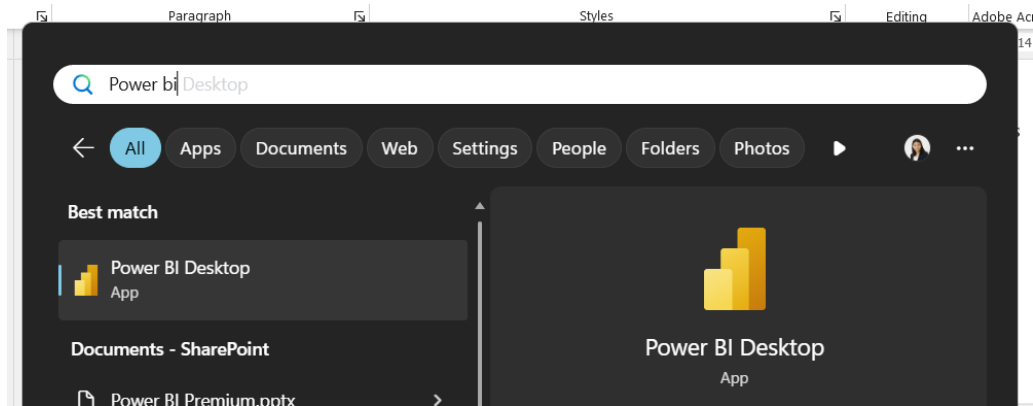 Paragraph Styles Editing Adobe Acr
14
Power bi Desktop
All Apps Documents Web Settings People Folders Photos
Best match
Power BI Desktop
App
Documents - SharePoint
Power BI Premium.pptx
Power BI Desktop
App